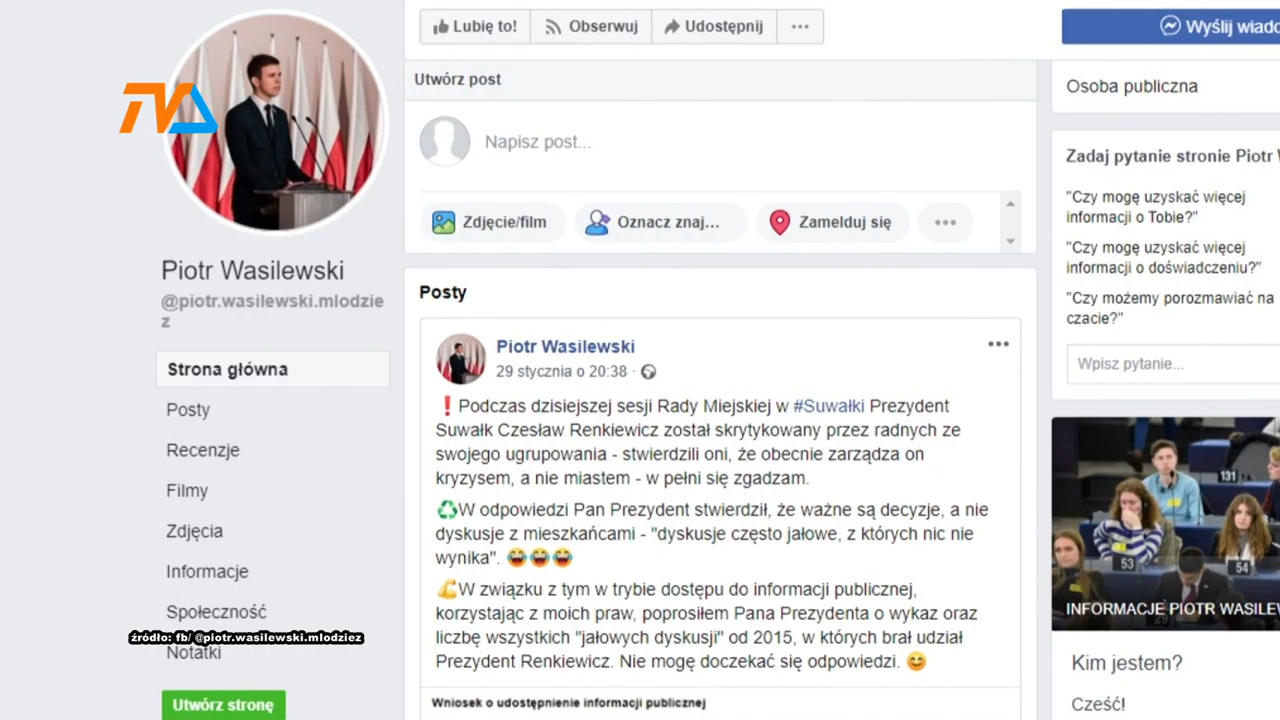 TVA
Piotr Wasilewski
@piotr.wasilewski.mlodzie
z
Strona główna
Posty
Recenzje
Filmy
Zdjęcia
Informacje
Społeczność
źródło: fb/ @piotr.wasilewski.mlodziez
Notatki
Utwórz stronę
Lubię to!
Obserwuj
Udostępnij
Utwórz post
Napisz post...
Zdjęcie/film
Oznacz znaj...
Zamelduj się
Posty
Piotr Wasilewski
29 stycznia o 20:38 ·
❗Podczas dzisiejszej sesji Rady Miejskiej w #Suwałki Prezydent
Suwałk Czesław Renkiewicz został skrytykowany przez radnych ze
swojego ugrupowania - stwierdzili oni, że obecnie zarządza on
kryzysem, a nie miastem - w pełni się zgadzam.
♻W odpowiedzi Pan Prezydent stwierdził, że ważne są decyzje, a nie
dyskusje z mieszkańcami - "dyskusje często jałowe, z których nic nie
wynika". 😂😂😂
💪W związku z tym w trybie dostępu do informacji publicznej,
korzystając z moich praw, poprosiłem Pana Prezydenta o wykaz oraz
liczbę wszystkich "jałowych dyskusji" od 2015, w których brał udział
Prezydent Renkiewicz. Nie mogę doczekać się odpowiedzi. 😊
Wniosek o udostępnienie informacji publicznej
Wyślij wiado
Osoba publiczna
Zadaj pytanie stronie Piotr W
"Czy mogę uzyskać więcej
informacji o Tobie?"
"Czy mogę uzyskać więcej
informacji o doświadczeniu?"
"Czy możemy porozmawiać na
czacie?"
Wpisz pytanie...
131
53
54
INFORMACJE PIOTR WASILEW
29
Kim jestem?
Cześć!